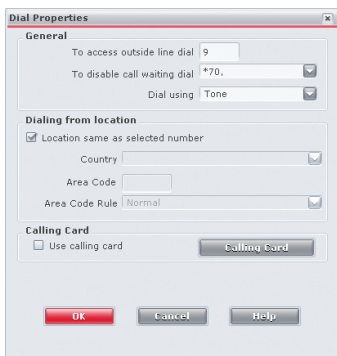 Dial Properties
General
To access outside line dial 9
To disable call waiting dial *70,
Dial using Tone
Dialing from location
Location same as selected number
Country
Area Code
Area Code Rule Normal
Calling Card
Use calling card Calling Card
OK Cancel Help